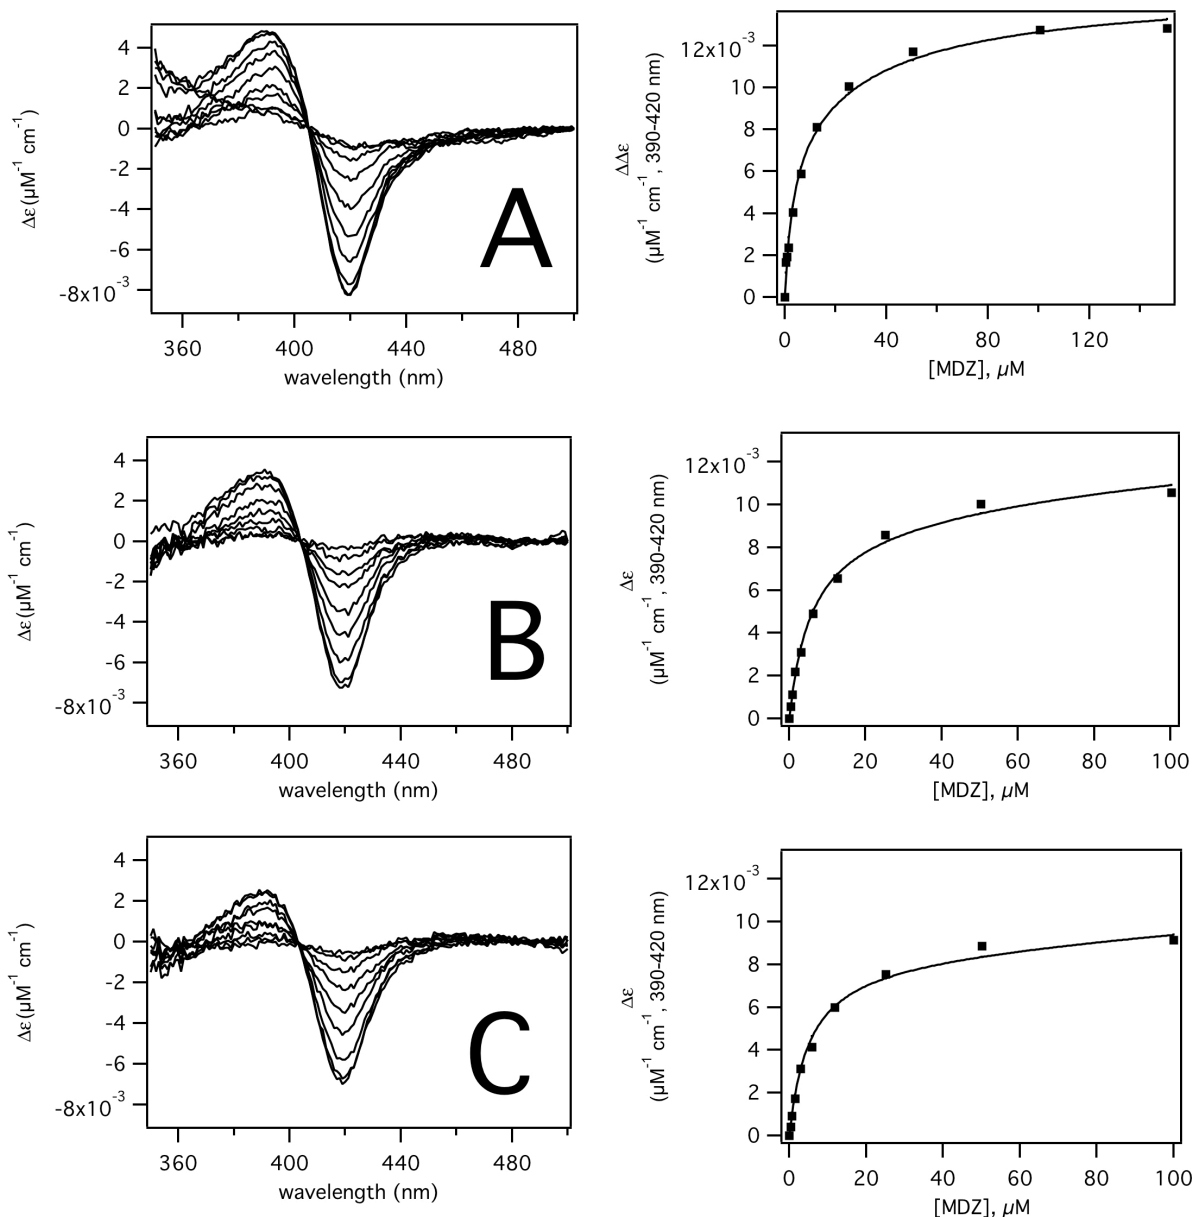 4
2
0
-2
-4
-6
-8x10-3
Δε(µM-1 cm-1)
360 400 440 480
wavelength (nm)
A
12x10-3
10
8
6
4
2
0
ΔΔε
(µM-1 cm-1, 390-420 nm)
0 40 80 120
[MDZ], µM
4
2
0
-2
-4
-6
-8x10-3
Δε(µM-1 cm-1)
360 400 440 480
wavelength (nm)
B
12x10-3
10
8
6
4
2
0
Δε
(µM-1 cm-1, 390-420 nm)
0 20 40 60 80 100
[MDZ], µM
4
2
0
-2
-4
-6
-8x10-3
Δε(µM-1 cm-1)
360 400 440 480
wavelength (nm)
C
12x10-3
10
8
6
4
2
0
Δε
(µM-1 cm-1, 390-420 nm)
0 20 40 60 80 100
[MDZ], µM